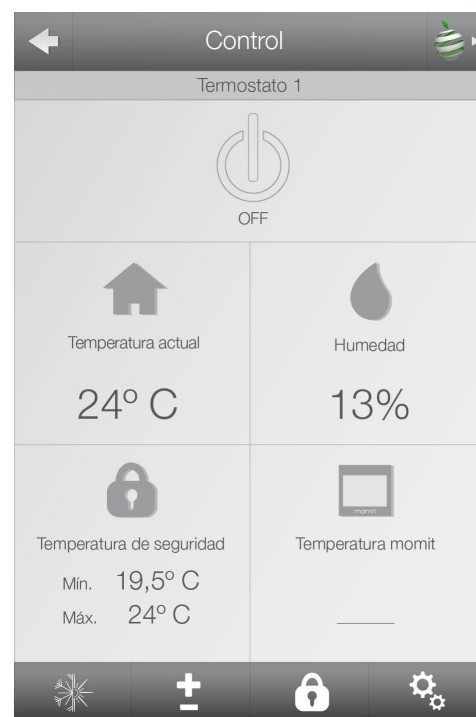 Control
Termostato 1
OFF
Temperatura actual
24º C
Humedad
13%
Temperatura de seguridad
Mín. 19,5º C
Máx. 24º C
momit
Temperatura momit